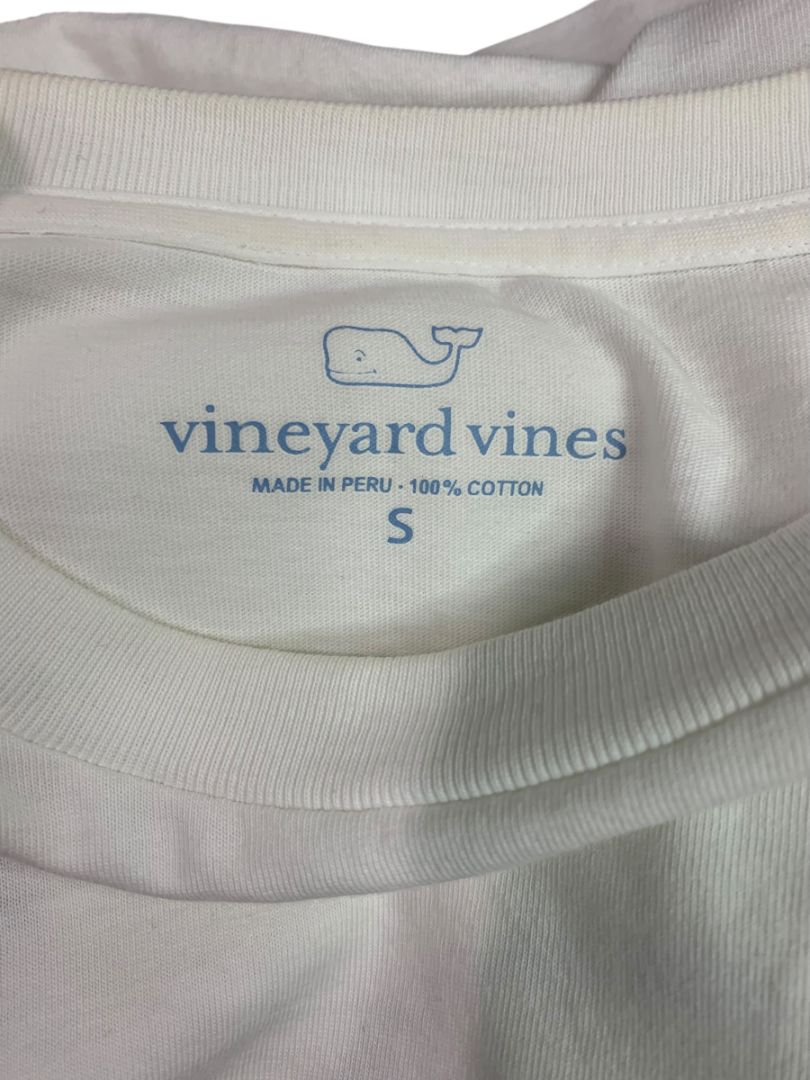 vineyard vines
MADE IN PERU · 100% COTTON
S